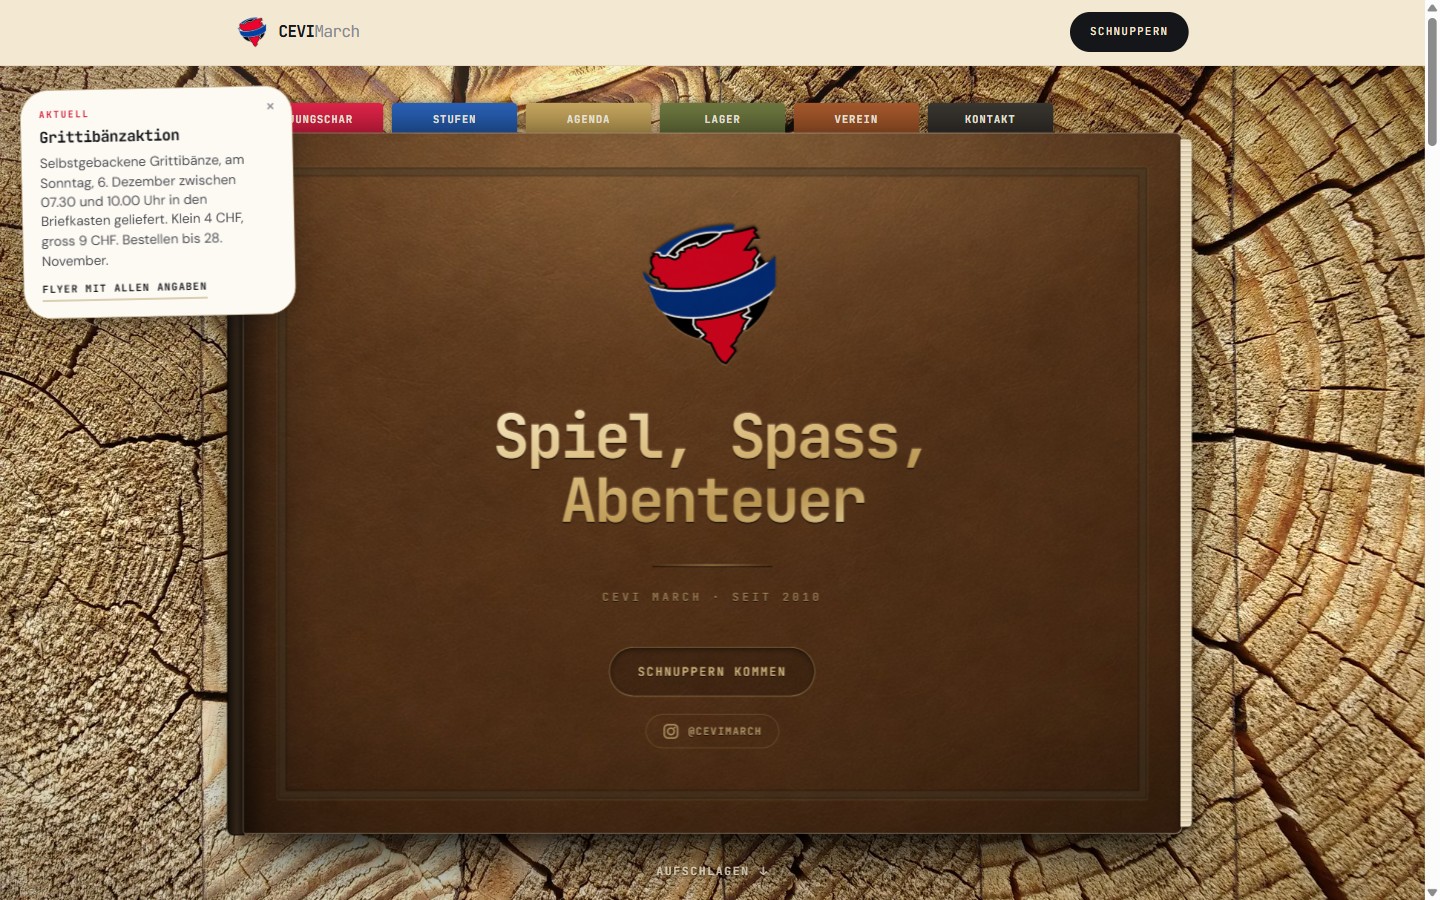 CEVIMarch
SCHNUPPERN
AKTUELL
×
Grittibänzaktion
Selbstgebackene Grittibänze, am
Sonntag, 6. Dezember zwischen
07.30 und 10.00 Uhr in den
Briefkasten geliefert. Klein 4 CHF,
gross 9 CHF. Bestellen bis 28.
November.
FLYER MIT ALLEN ANGABEN
JUNGSCHAR
STUFEN
AGENDA
LAGER
VEREIN
KONTAKT
Spiel, Spass,
Abenteuer
CEVI MARCH · SEIT 2010
SCHNUPPERN KOMMEN
@CEVIMARCH
AUFSCHLAGEN ↓